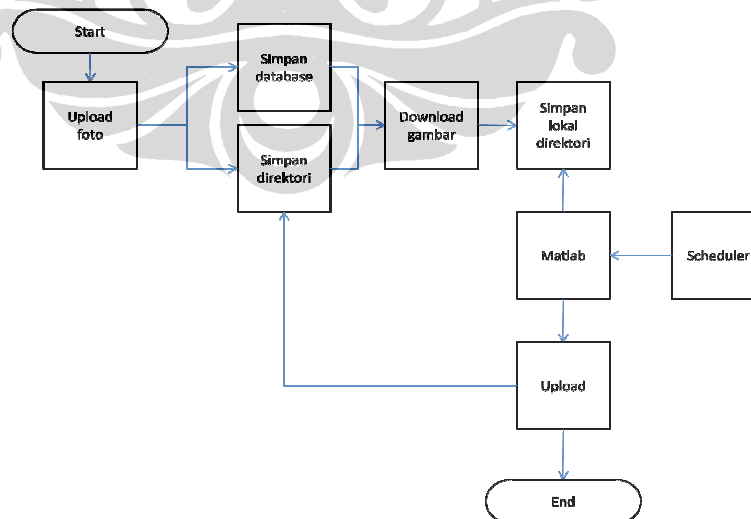 Start
Upload
foto
Simpan
database
Simpan
direktori
Download
gambar
Simpan
lokal
direktori
Matlab
Scheduler
Upload
End